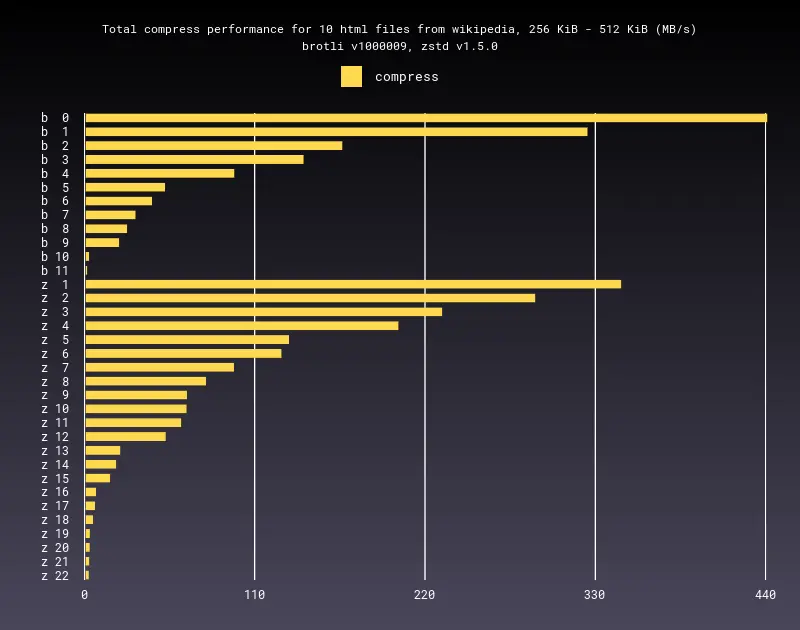 Total compress performance for 10 html files from wikipedia, 256 KiB - 512 KiB (MB/s)
brotli v1000009, zstd v1.5.0
compress
b 0
b 1
b 2
b 3
b 4
b 5
b 6
b 7
b 8
b 9
b 10
b 11
z 1
z 2
z 3
z 4
z 5
z 6
z 7
z 8
z 9
z 10
z 11
z 12
z 13
z 14
z 15
z 16
z 17
z 18
z 19
z 20
z 21
z 22
0 110 220 330 440